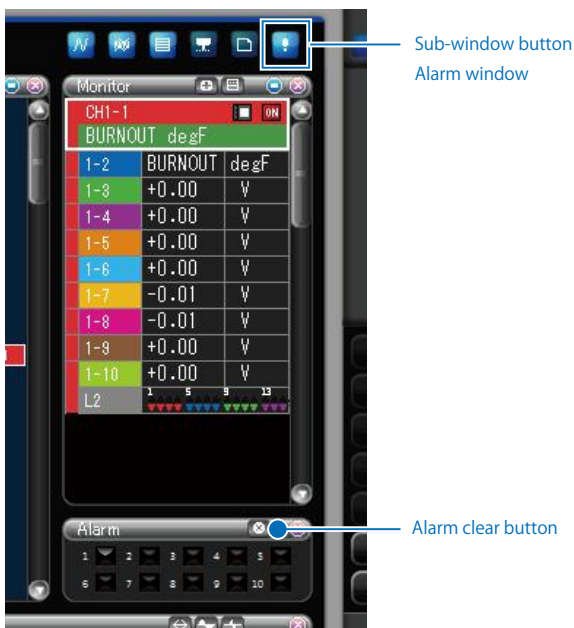 Sub-window button
Alarm window
Monitor
CH1-1 ON
BURNOUT degF
1-2 BURNOUT degF
1-3 +0.00 V
1-4 +0.00 V
1-5 +0.00 V
1-6 +0.00 V
1-7 -0.01 V
1-8 -0.01 V
1-9 +0.00 V
1-10 +0.00 V
L2 1 5 9 13
Alarm
Alarm clear button
1 2 3 4 5
6 7 8 9 10